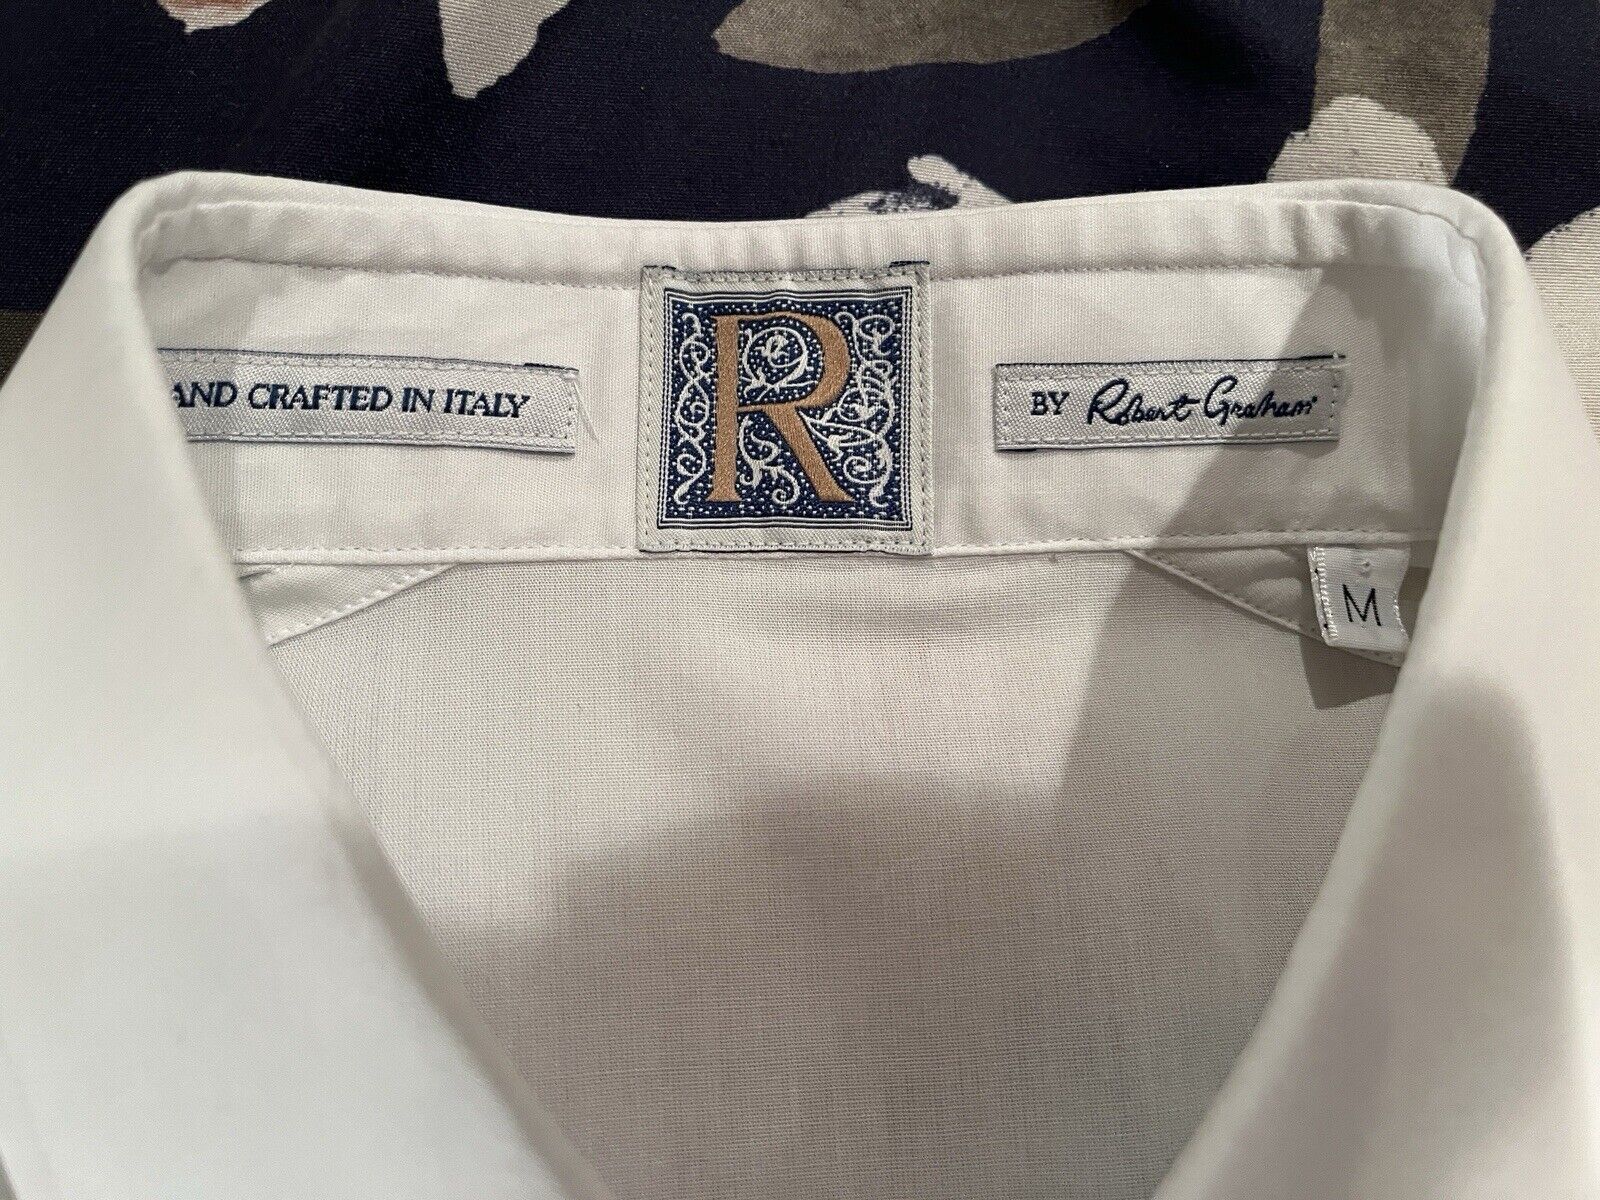 AND CRAFTED IN ITALY
R
BY Robert Graham
M